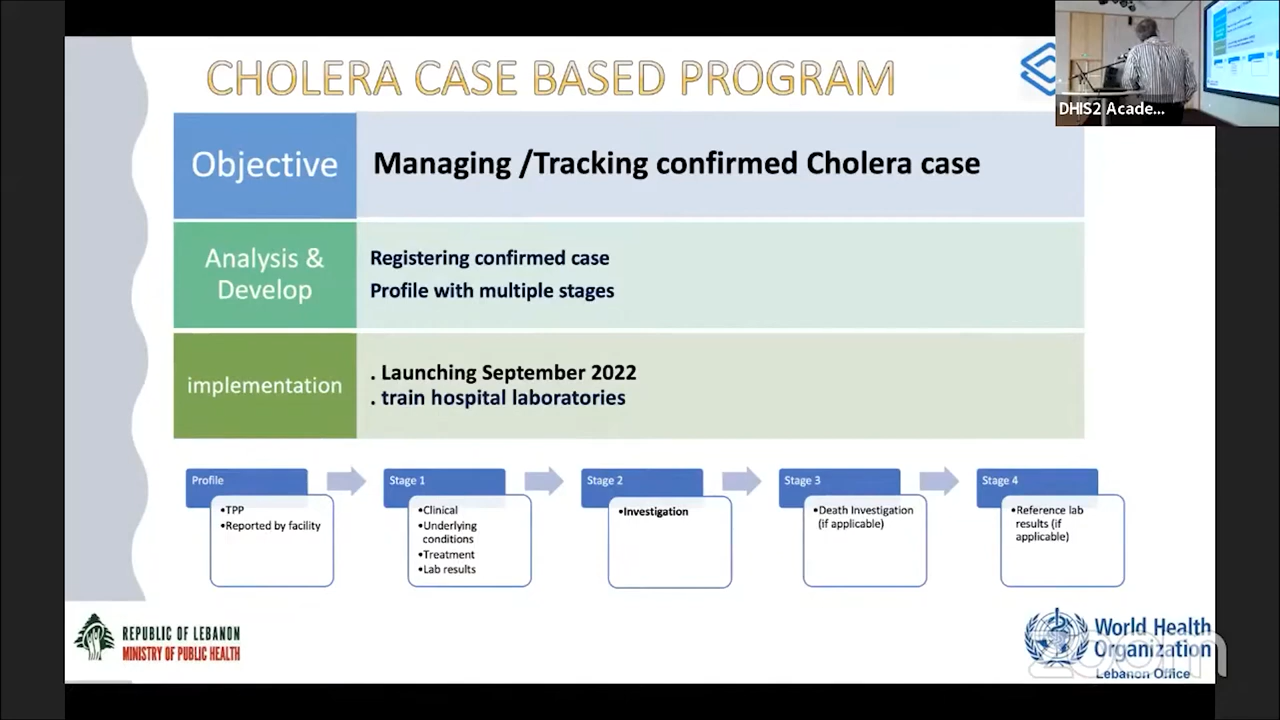 CHOLERA CASE BASED PROGRAM
DHIS2 Acade...
Objective
Managing /Tracking confirmed Cholera case
Analysis &
Develop
Registering confirmed case
Profile with multiple stages
implementation
. Launching September 2022
. train hospital laboratories
Profile
•TPP
•Reported by facility
Stage 1
•Clinical
•Underlying
conditions
•Treatment
•Lab results
Stage 2
•Investigation
Stage 3
•Death Investigation
(if applicable)
Stage 4
•Reference lab
results (if
applicable)
REPUBLIC OF LEBANON
MINISTRY OF PUBLIC HEALTH
World Health
Organization
Lebanon Office
zoom